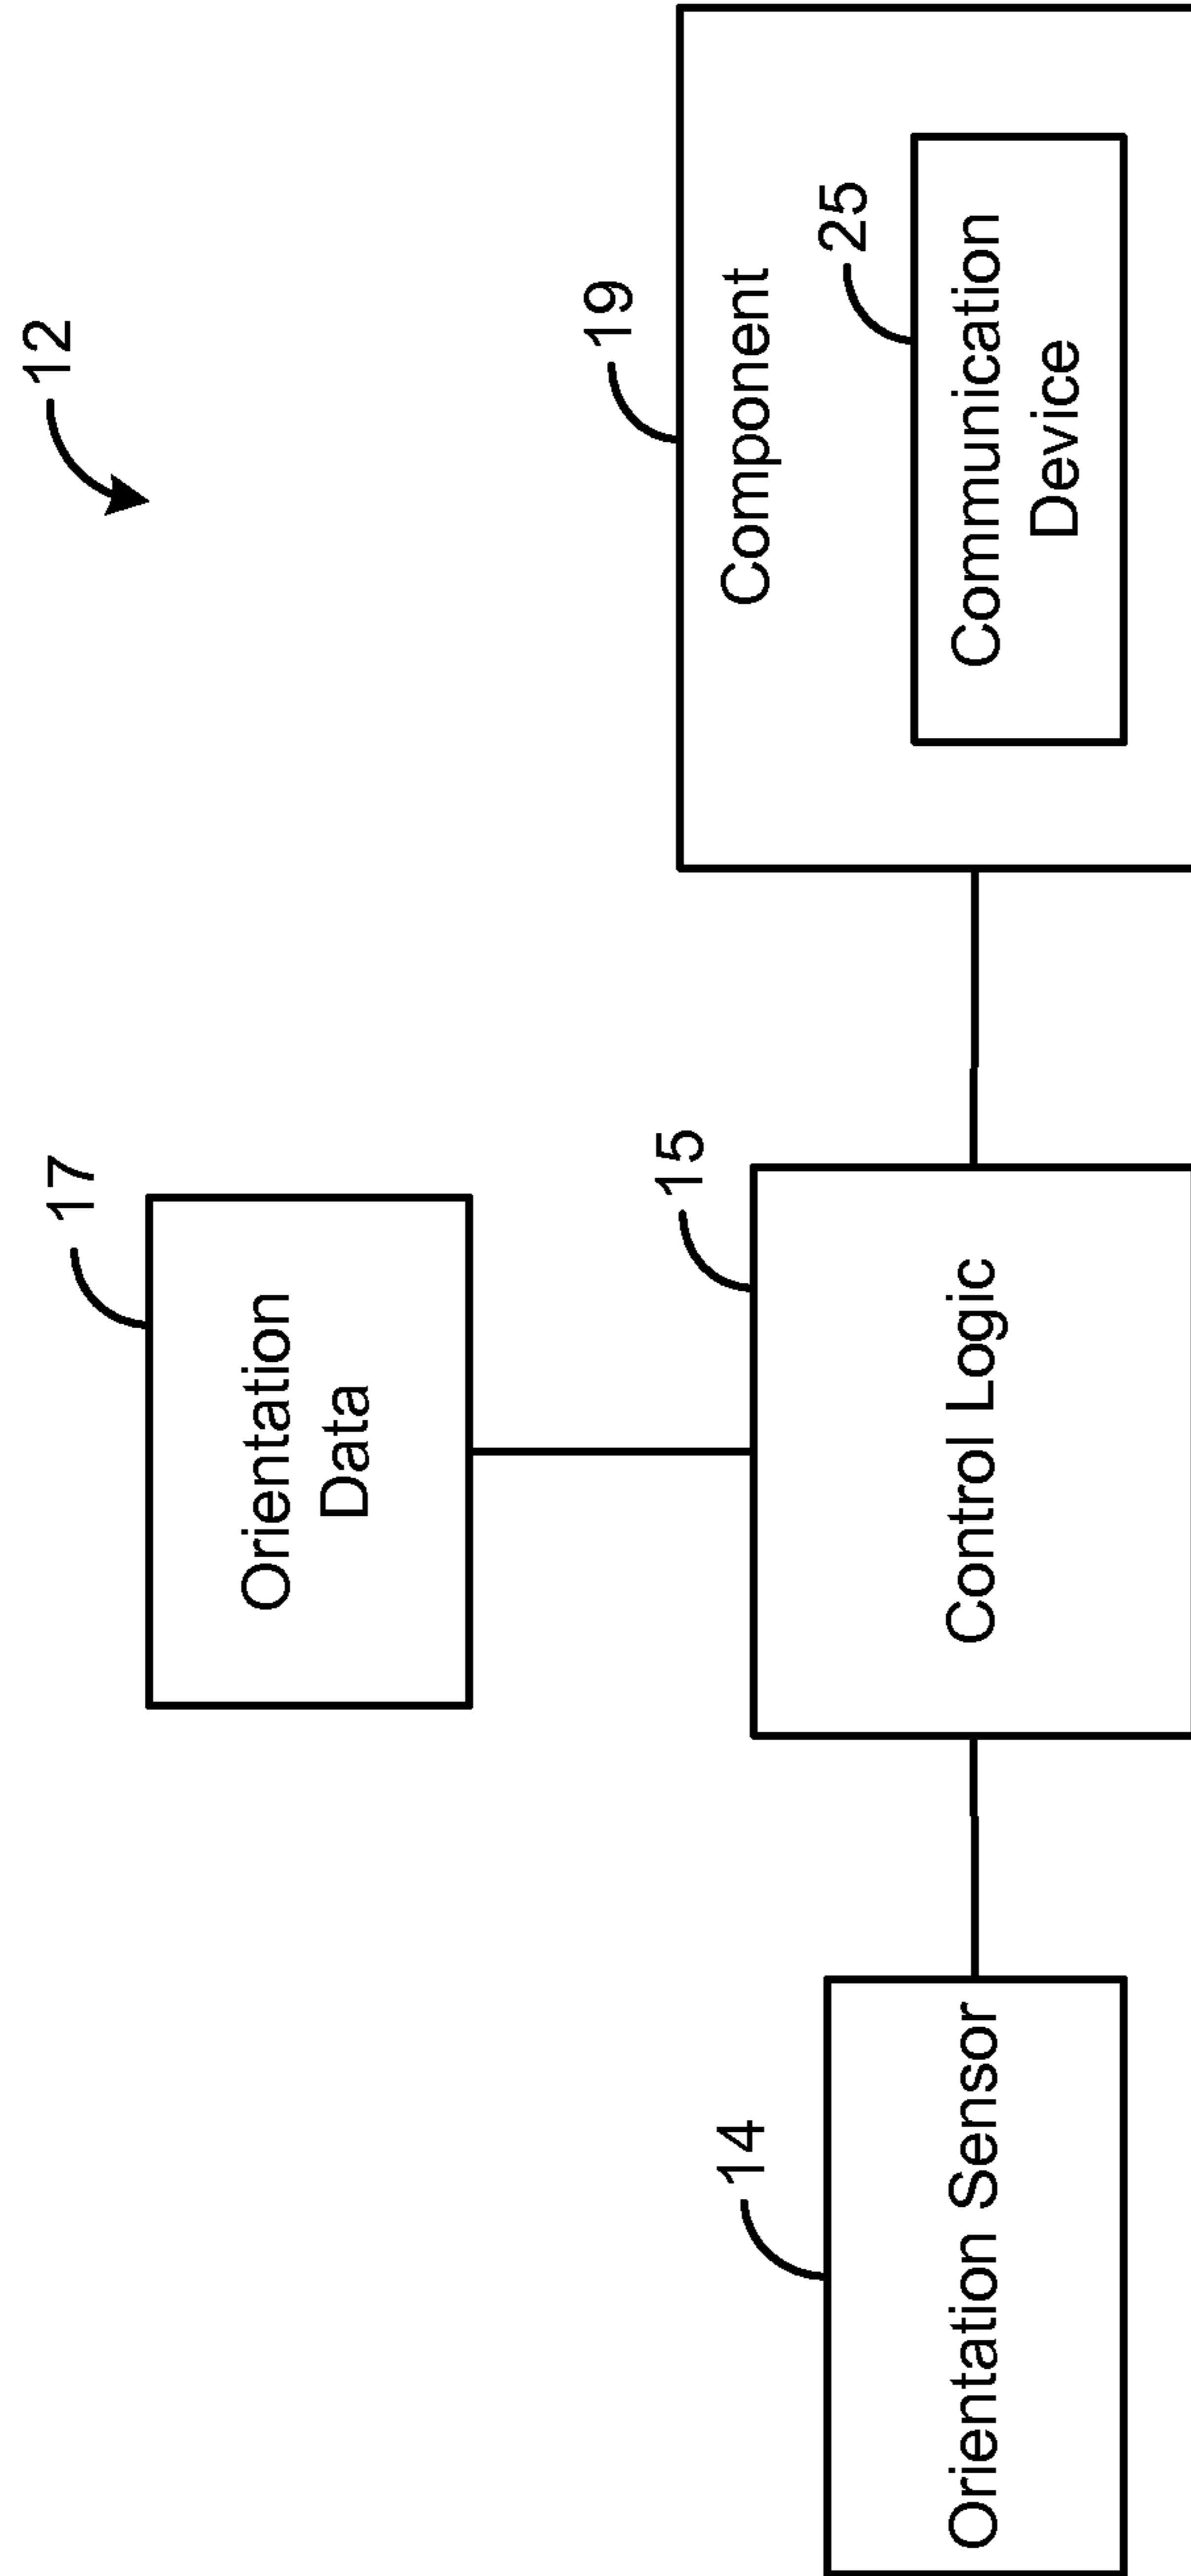 12
17
Orientation
Data
19
Component
25
Communication
Device
15
Control Logic
14
Orientation Sensor